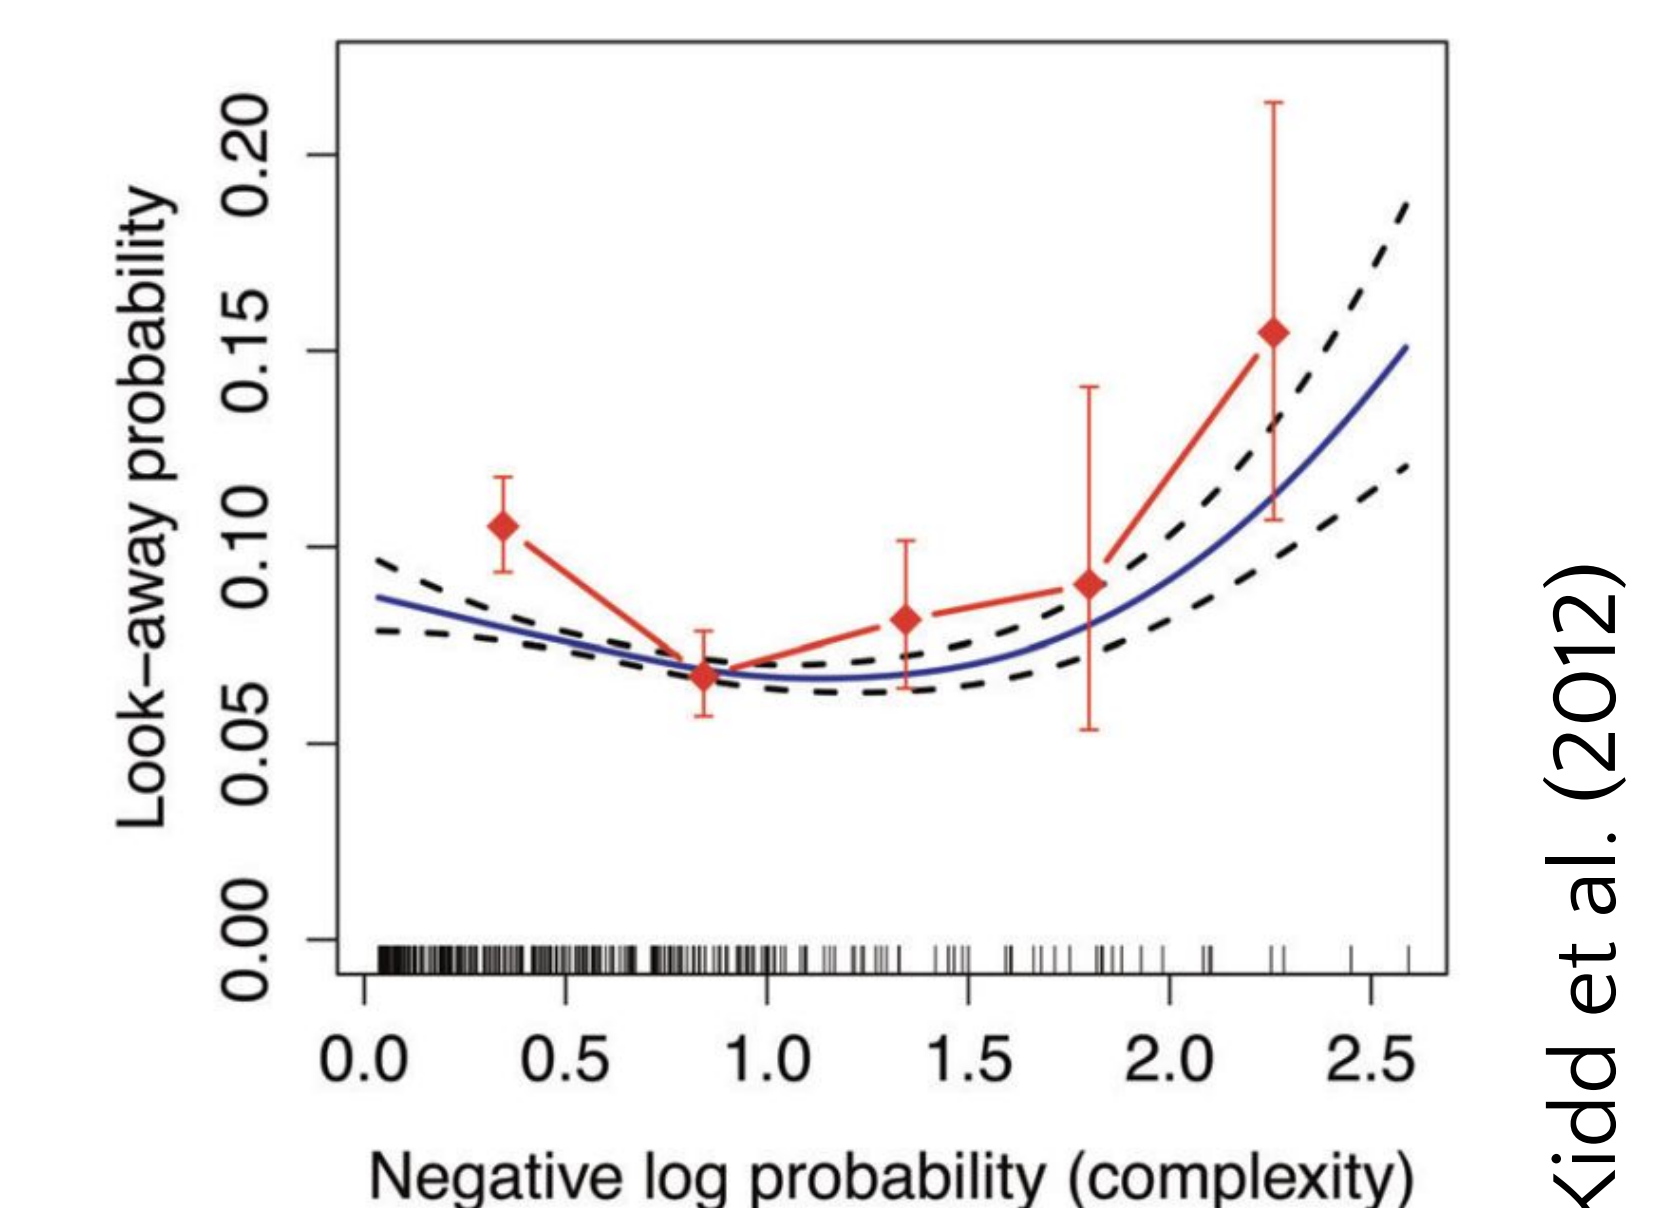 Look–away probability
0.20
0.15
0.10
0.05
0.00
0.0 0.5 1.0 1.5 2.0 2.5
Negative log probability (complexity)
Kidd et al. (2012)